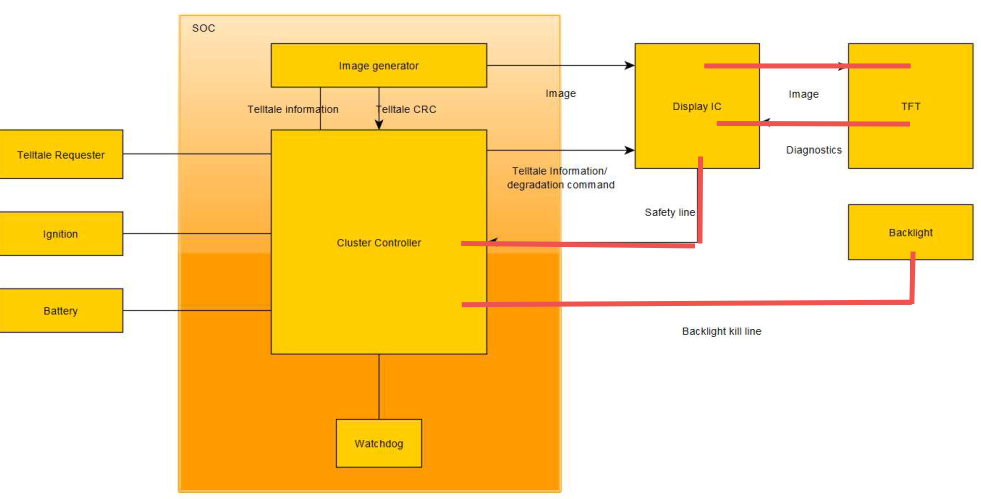 SOC
Image generator
Telltale information
Telltale CRC
Image
Display IC
Image
TFT
Diagnostics
Telltale Requester
Telltale Information/
degradation command
Safety line
Ignition
Cluster Controller
Backlight
Battery
Backlight kill line
Watchdog